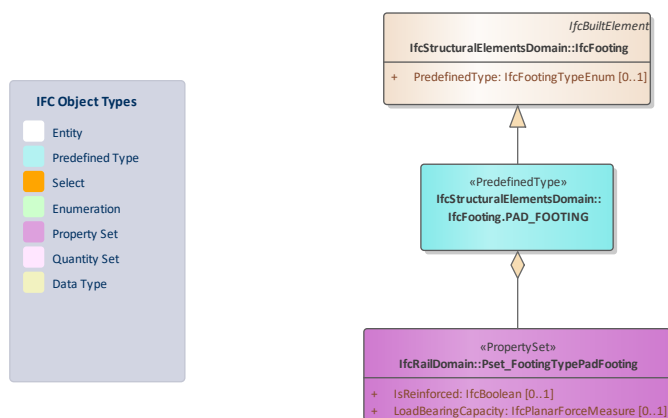 IFC Object Types
Entity
Predefined Type
Select
Enumeration
Property Set
Quantity Set
Data Type
IfcBuiltElement
IfcStructuralElementsDomain::IfcFooting
+ PredefinedType: IfcFootingTypeEnum [0..1]
«PredefinedType»
IfcStructuralElementsDomain::
IfcFooting.PAD_FOOTING
«PropertySet»
IfcRailDomain::Pset_FootingTypePadFooting
+ IsReinforced: IfcBoolean [0..1]
+ LoadBearingCapacity: IfcPlanarForceMeasure [0..1]